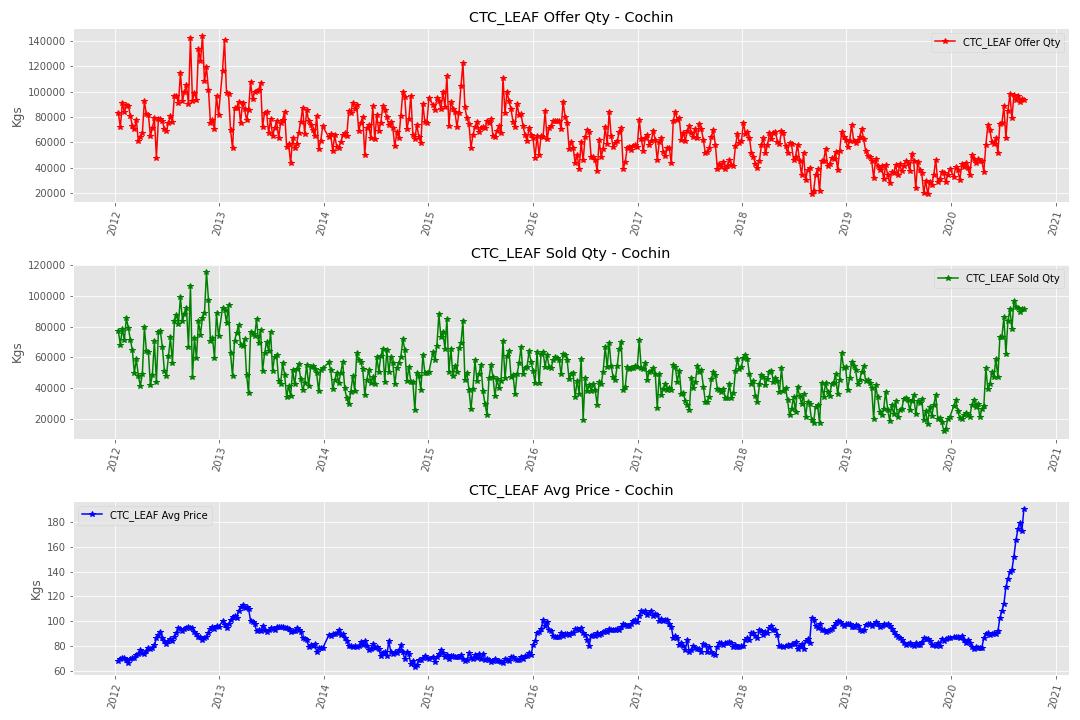 CTC_LEAF Offer Qty - Cochin
140000
120000
100000
80000
60000
40000
20000
Kgs
CTC_LEAF Offer Qty
2012 2013 2014 2015 2016 2017 2018 2019 2020 2021
CTC_LEAF Sold Qty - Cochin
120000
100000
80000
60000
40000
20000
Kgs
CTC_LEAF Sold Qty
2012 2013 2014 2015 2016 2017 2018 2019 2020 2021
CTC_LEAF Avg Price - Cochin
180
160
140
120
100
80
60
Kgs
CTC_LEAF Avg Price
2012 2013 2014 2015 2016 2017 2018 2019 2020 2021